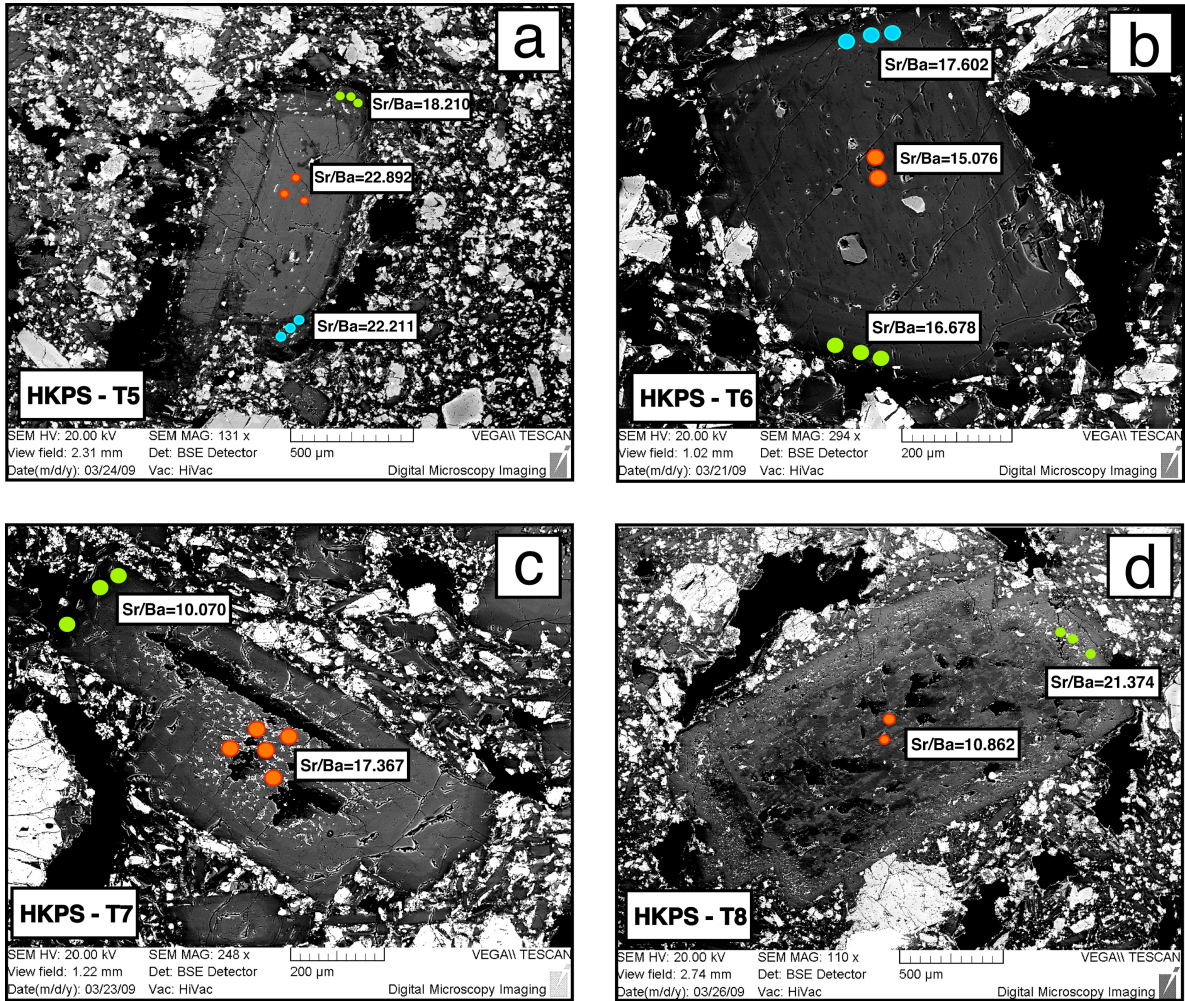 a
Sr/Ba=18.210
Sr/Ba=22.892
Sr/Ba=22.211
HKPS - T5
SEM HV: 20.00 kV SEM MAG: 131 x VEGA\\ TESCAN
View field: 2.31 mm Det: BSE Detector 500 µm
Date(m/d/y): 03/24/09 Vac: HiVac Digital Microscopy Imaging
b
Sr/Ba=17.602
Sr/Ba=15.076
Sr/Ba=16.678
HKPS - T6
SEM HV: 20.00 kV SEM MAG: 294 x VEGA\\ TESCAN
View field: 1.02 mm Det: BSE Detector 200 µm
Date(m/d/y): 03/21/09 Vac: HiVac Digital Microscopy Imaging
c
Sr/Ba=10.070
Sr/Ba=17.367
HKPS - T7
SEM HV: 20.00 kV SEM MAG: 248 x VEGA\\ TESCAN
View field: 1.22 mm Det: BSE Detector 200 µm
Date(m/d/y): 03/23/09 Vac: HiVac Digital Microscopy Imaging
d
Sr/Ba=21.374
Sr/Ba=10.862
HKPS - T8
SEM HV: 20.00 kV SEM MAG: 110 x VEGA\\ TESCAN
View field: 2.74 mm Det: BSE Detector 500 µm
Date(m/d/y): 03/26/09 Vac: HiVac Digital Microscopy Imaging